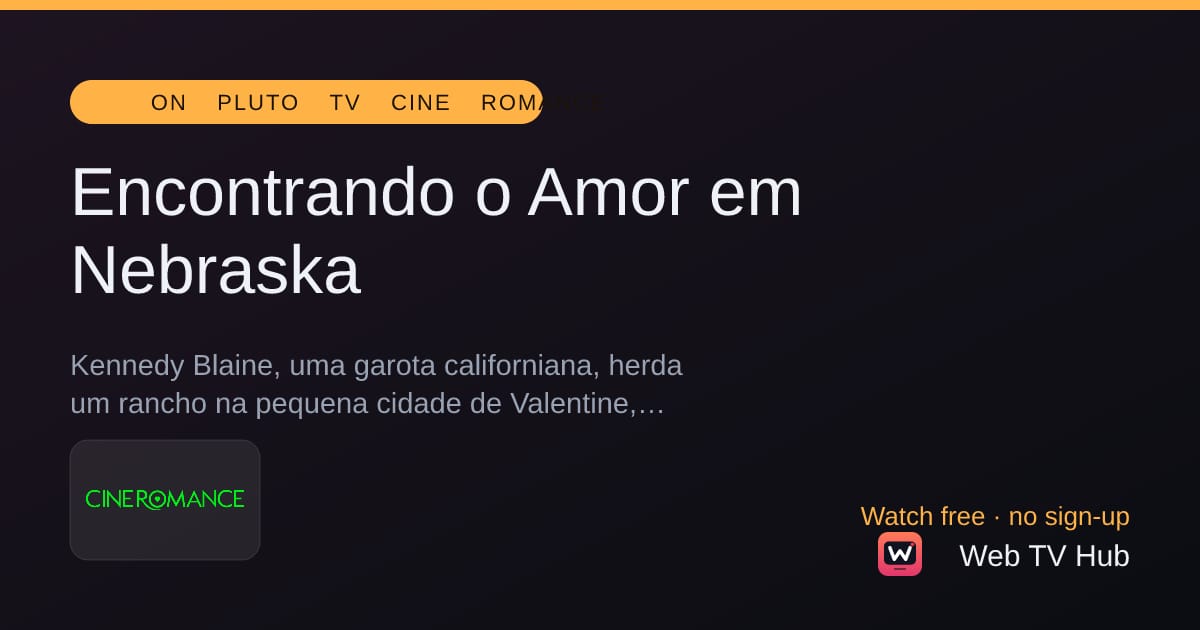 ON PLUTO TV CINE ROMANCE
Encontrando o Amor em
Nebraska
Kennedy Blaine, uma garota californiana, herda
um rancho na pequena cidade de Valentine,…
CINEROMANCE
Watch free · no sign-up
W
Web TV Hub